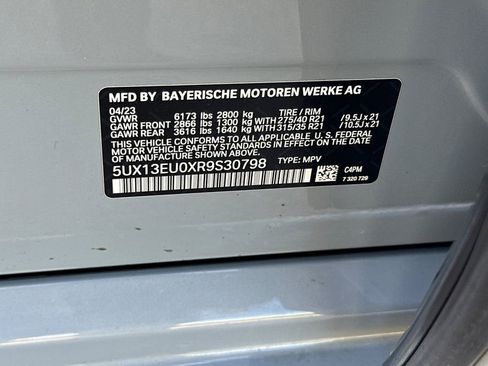 MFD BY BAYERISCHE MOTOREN WERKE AG
04/23 TIRE / RIM
GVWR 6173 lbs 2800 kg
GAWR FRONT 2866 lbs 1300 kg WITH 275/40 R21 /9.5J x 21
GAWR REAR 3616 lbs 1640 kg WITH 315/35 R21 /10.5J x 21
THIS VEHICLE CONFORMS TO ALL APPLICABLE U.S. FEDERAL
MOTOR VEHICLE SAFETY STANDARDS IN EFFECT ON THE DATE
OF MANUFACTURE SHOWN ABOVE.
5UX13EU0XR9S30798 TYPE: MPV
C4PM
7 320 729